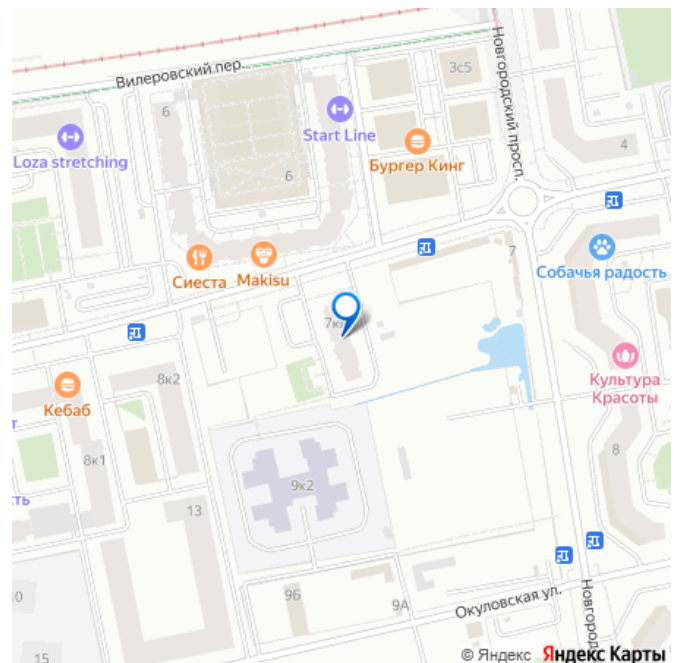 Вилеровский пер.
Новгородский просп.
3с5
6
Start Line
4
Loza stretching
Бургер Кинг
6
7
Собачья радость
Сиеста
Makisu
8к2
Кебаб
Культура
Красоты
8к1
8
9к2
13
9Б
9А
Окуловская ул.
10
15
© Яндекс Яндекс Карты